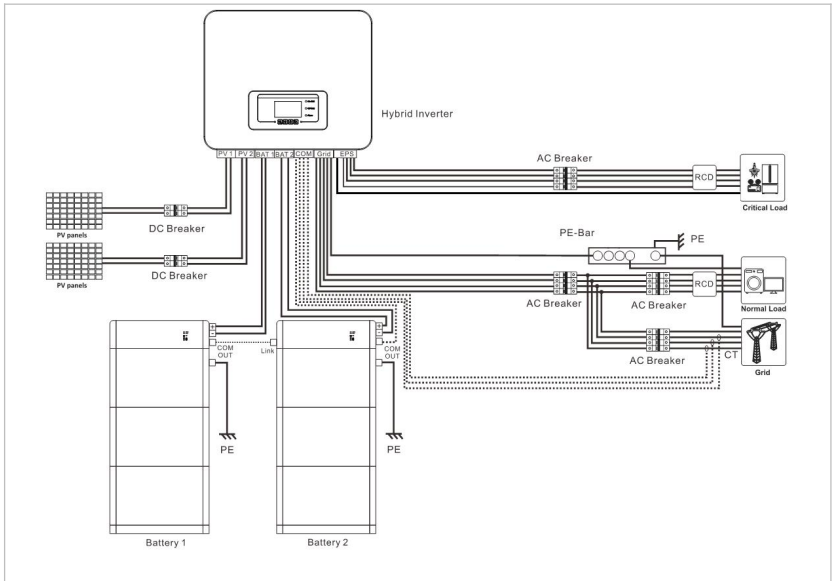 Hybrid Inverter
PV 1 PV 2 BAT 1 BAT 2 COM Grid EPS
AC Breaker
RCD
Critical Load
PV panels
DC Breaker
PE-Bar
PE
PV panels
DC Breaker
AC Breaker
AC Breaker
RCD
Normal Load
COM
OUT
Link
COM
OUT
AC Breaker
CT
Grid
PE
PE
Battery 1
Battery 2